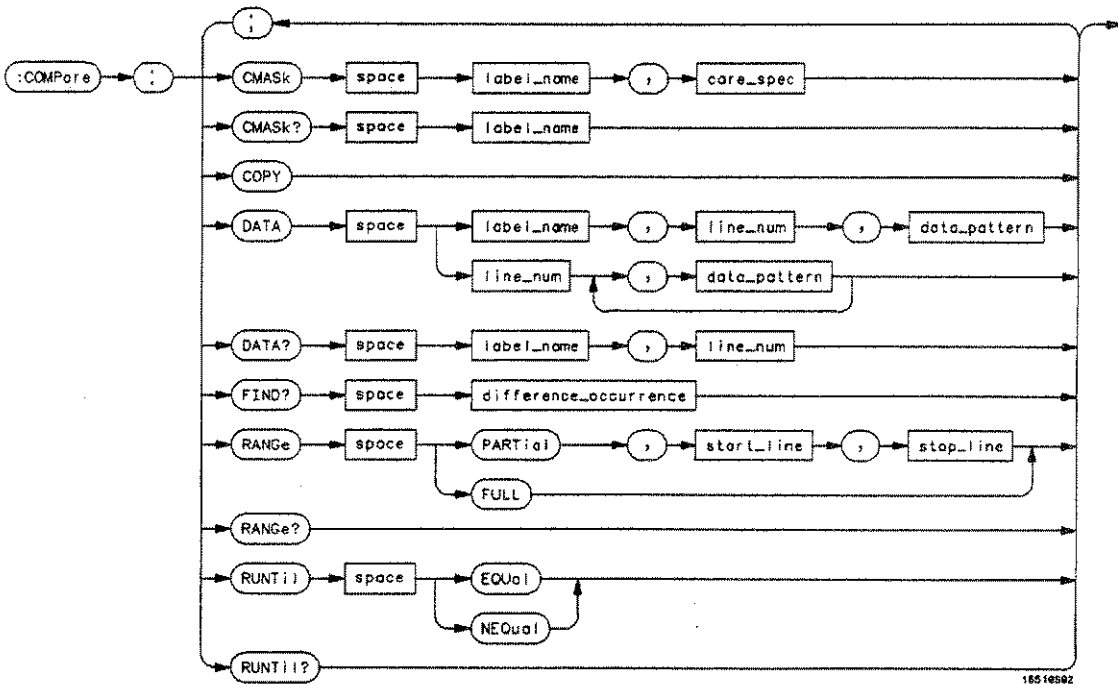 ;
:COMPare : CMASk space label_name , care_spec
CMASk? space label_name
COPY
DATA space label_name , line_num , data_pattern
line_num , data_pattern
DATA? space label_name , line_num
FIND? space difference_occurrence
RANGe space PARTial , start_line , stop_line
FULL
RANGe?
RUNTil space EQUal
NEQual
RUNTil?